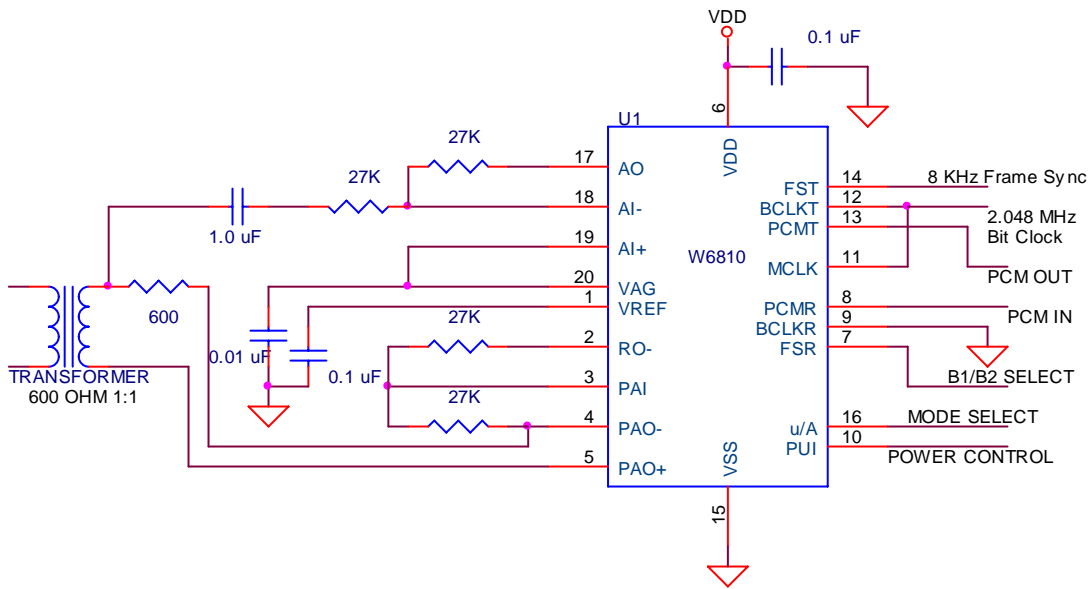 VDD
0.1 uF
6
U1
27K
17
AO
VDD
27K
14
8 KHz Frame Sync
FST
18
AI-
12
BCLKT
1.0 uF
13
2.048 MHz
PCMT
Bit Clock
19
AI+
W6810
11
MCLK
PCM OUT
20
VAG
1
VREF
8
PCMR
PCM IN
600
27K
9
BCLKR
2
RO-
7
FSR
0.01 uF
0.1 uF
TRANSFORMER
600 OHM 1:1
3
PAI
B1/B2 SELECT
27K
4
PAO-
16
MODE SELECT
u/A
10
PUI
POWER CONTROL
5
PAO+
VSS
15